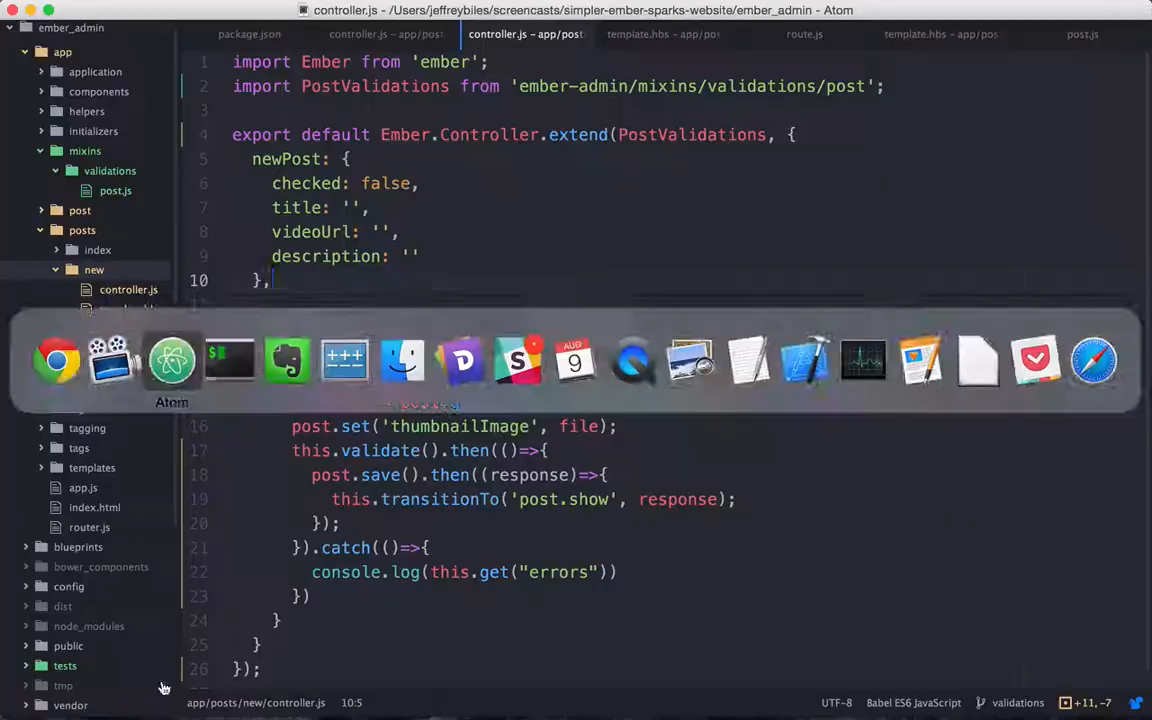 controller.js - /Users/jeffreybiles/screencasts/simpler-ember-sparks-website/ember_admin - Atom
ember_admin
package.json
controller.js - app/post
controller.js - app/post
template.hbs - app/pos
route.js
template.hbs - app/pos
post.js
app
application
components
helpers
initializers
mixins
validations
post.js
post
posts
index
new
controller.js
1 import Ember from 'ember';
2 import PostValidations from 'ember-admin/mixins/validations/post';
3
4 export default Ember.Controller.extend(PostValidations, {
5 newPost: {
6 checked: false,
7 title: '',
8 videoUrl: '',
9 description: ''
10 },
$
+++
D
S
AUG
9
Atom
tagging
tags
templates
app.js
index.html
router.js
blueprints
bower_components
config
dist
node_modules
public
tests
tmp
vendor
16 post.set('thumbnailImage', file);
17 this.validate().then(()=>{
18 post.save().then((response)=>{
19 this.transitionTo('post.show', response);
20 });
21 }).catch(()=>{
22 console.log(this.get("errors"))
23 })
24 }
25 }
26 });
app/posts/new/controller.js 10:5
UTF-8 Babel ES6 JavaScript validations +11, -7